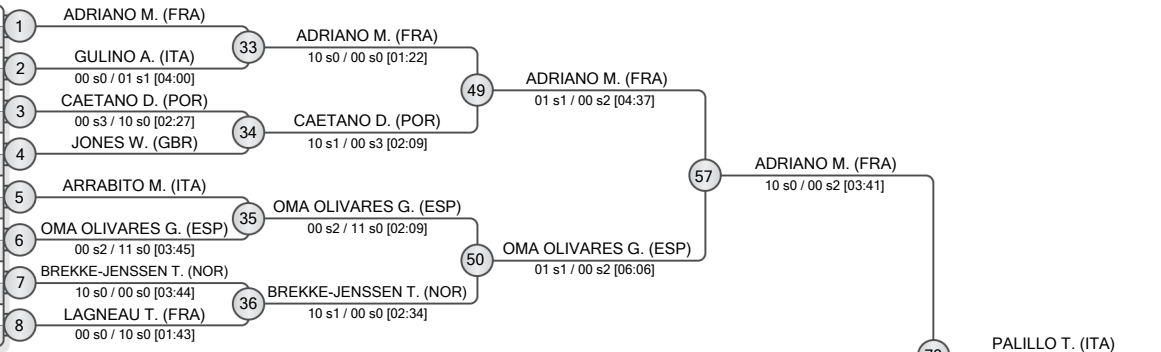 1
ADRIANO M. (FRA)
33
ADRIANO M. (FRA)
10 s0 / 00 s0 [01:22]
2
GULINO A. (ITA)
00 s0 / 01 s1 [04:00]
49
ADRIANO M. (FRA)
01 s1 / 00 s2 [04:37]
3
CAETANO D. (POR)
00 s3 / 10 s0 [02:27]
34
CAETANO D. (POR)
10 s1 / 00 s3 [02:09]
4
JONES W. (GBR)
57
ADRIANO M. (FRA)
10 s0 / 00 s2 [03:41]
5
ARRABITO M. (ITA)
35
OMA OLIVARES G. (ESP)
00 s2 / 11 s0 [02:09]
6
OMA OLIVARES G. (ESP)
00 s2 / 11 s0 [03:45]
50
OMA OLIVARES G. (ESP)
01 s1 / 00 s2 [06:06]
7
BREKKE-JENSSEN T. (NOR)
10 s0 / 00 s0 [03:44]
36
BREKKE-JENSSEN T. (NOR)
10 s1 / 00 s0 [02:34]
8
LAGNEAU T. (FRA)
00 s0 / 10 s0 [01:43]
PALILLO T. (ITA)